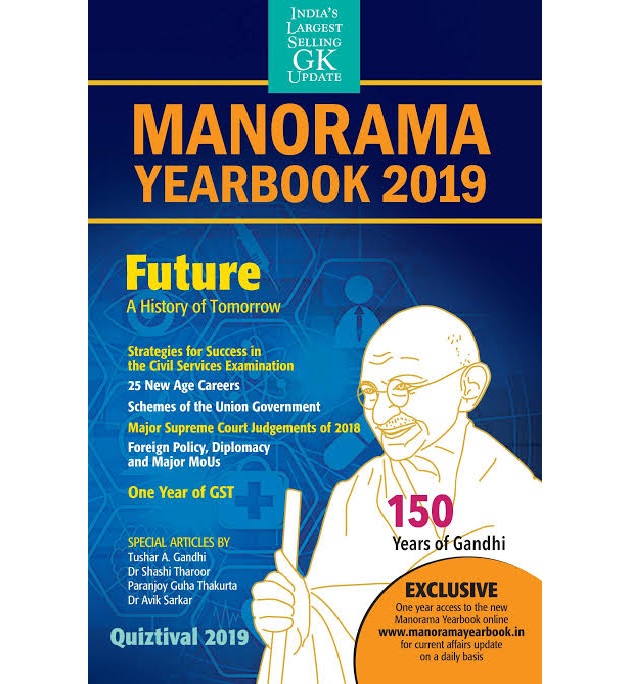 INDIA'S
LARGEST
SELLING
GK
UPDATE
MANORAMA
YEARBOOK 2019
Future
A History of Tomorrow
Strategies for Success in
the Civil Services Examination
25 New Age Careers
Schemes of the Union Government
Major Supreme Court Judgements of 2018
Foreign Policy, Diplomacy
and Major MoUs
One Year of GST
SPECIAL ARTICLES BY
Tushar A. Gandhi
Dr Shashi Tharoor
Paranjoy Guha Thakurta
Dr Avik Sarkar
Quiztival 2019
150
Years of Gandhi
EXCLUSIVE
One year access to the new
Manorama Yearbook online
www.manoramayearbook.in
for current affairs update
on a daily basis